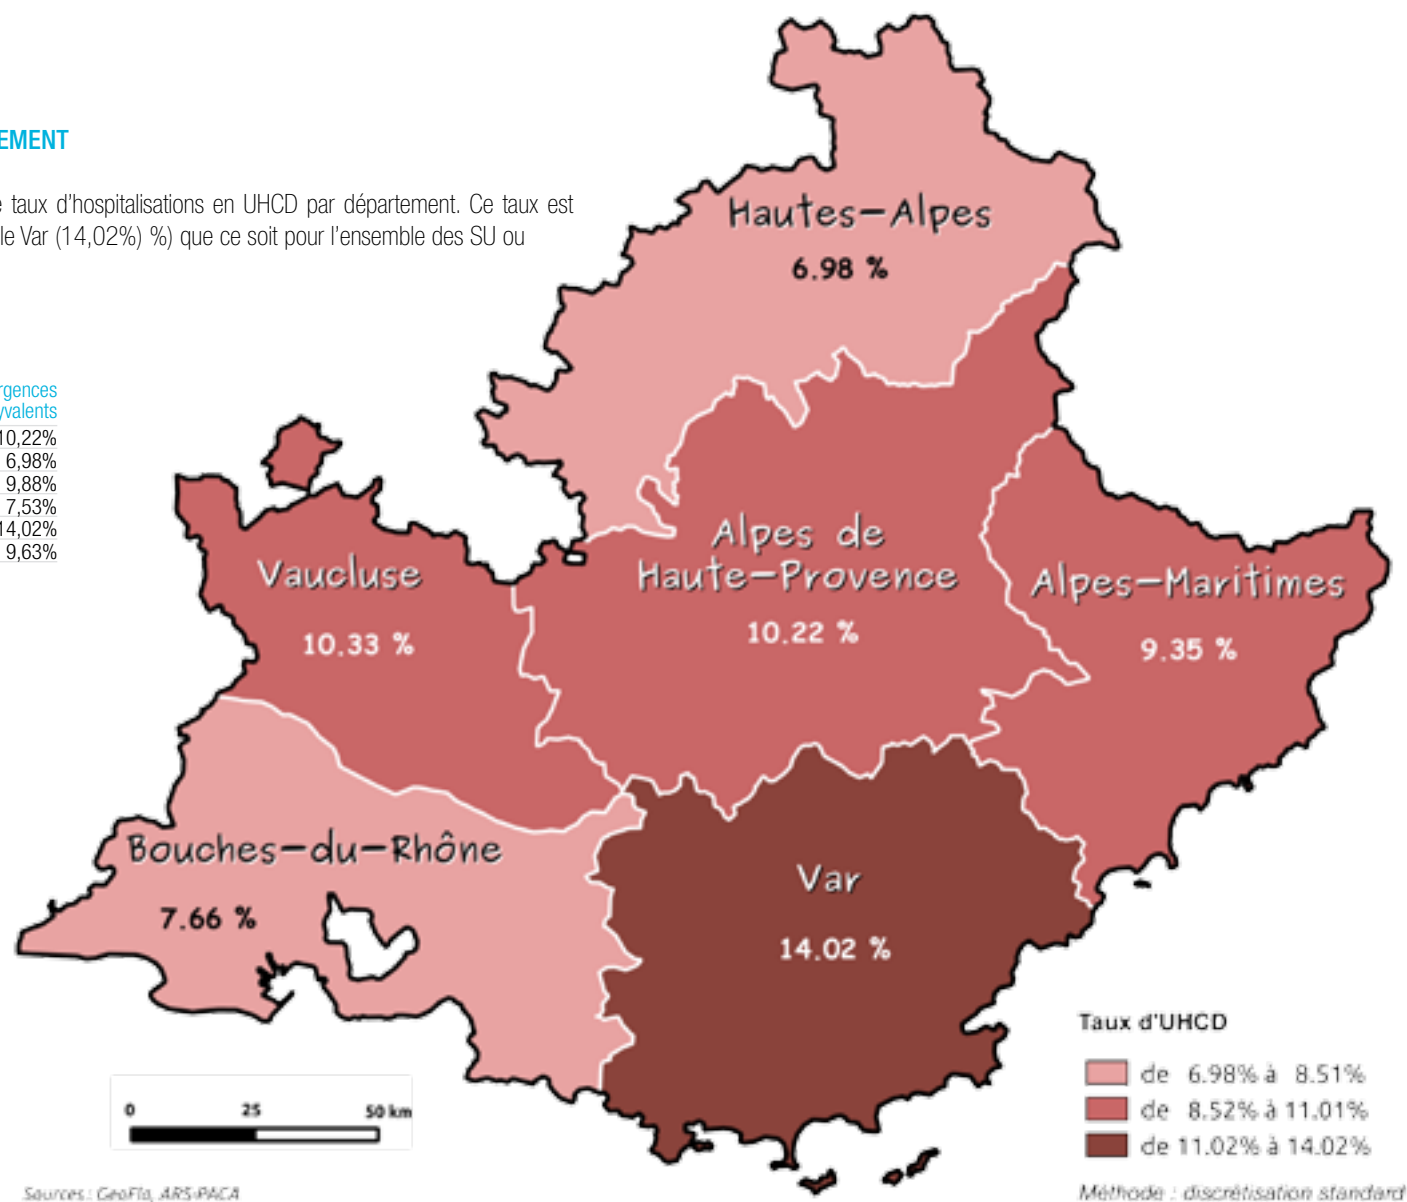 EMENT
e taux d'hospitalisations en UHCD par département. Ce taux est
le Var (14,02%) %) que ce soit pour l'ensemble des SU ou
rgences
yvalents
10,22%
6,98%
9,88%
7,53%
14,02%
9,63%
Hautes-Alpes
6.98 %
Alpes de
Haute-Provence
10.22 %
Vaucluse
10.33 %
Alpes-Maritimes
9.35 %
Bouches-du-Rhône
7.66 %
Var
14.02 %
Taux d'UHCD
de 6.98% à 8.51%
de 8.52% à 11.01%
de 11.02% à 14.02%
Méthode : discrétisation standard
0 25 50 km
Sources : GeoFla, ARS-PACA